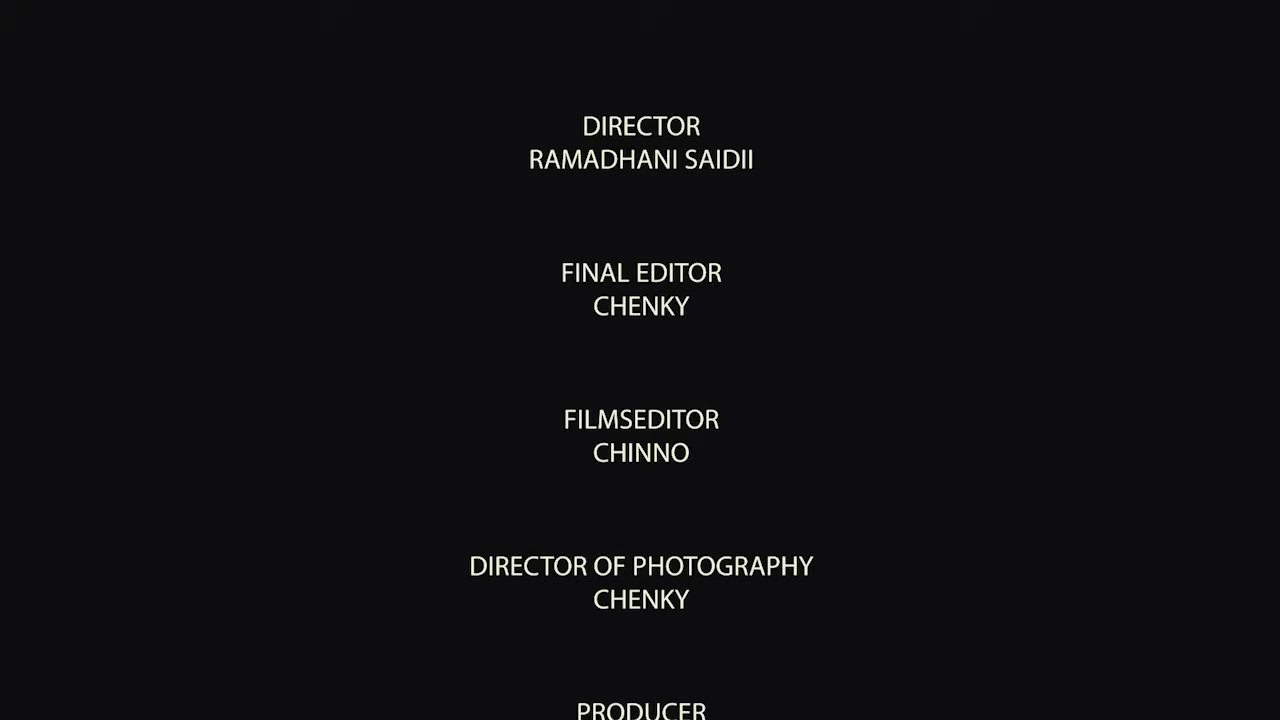 DIRECTOR
RAMADHANI SAIDII
FINAL EDITOR
CHENKY
FILMSEDITOR
CHINNO
DIRECTOR OF PHOTOGRAPHY
CHENKY
PRODUCER